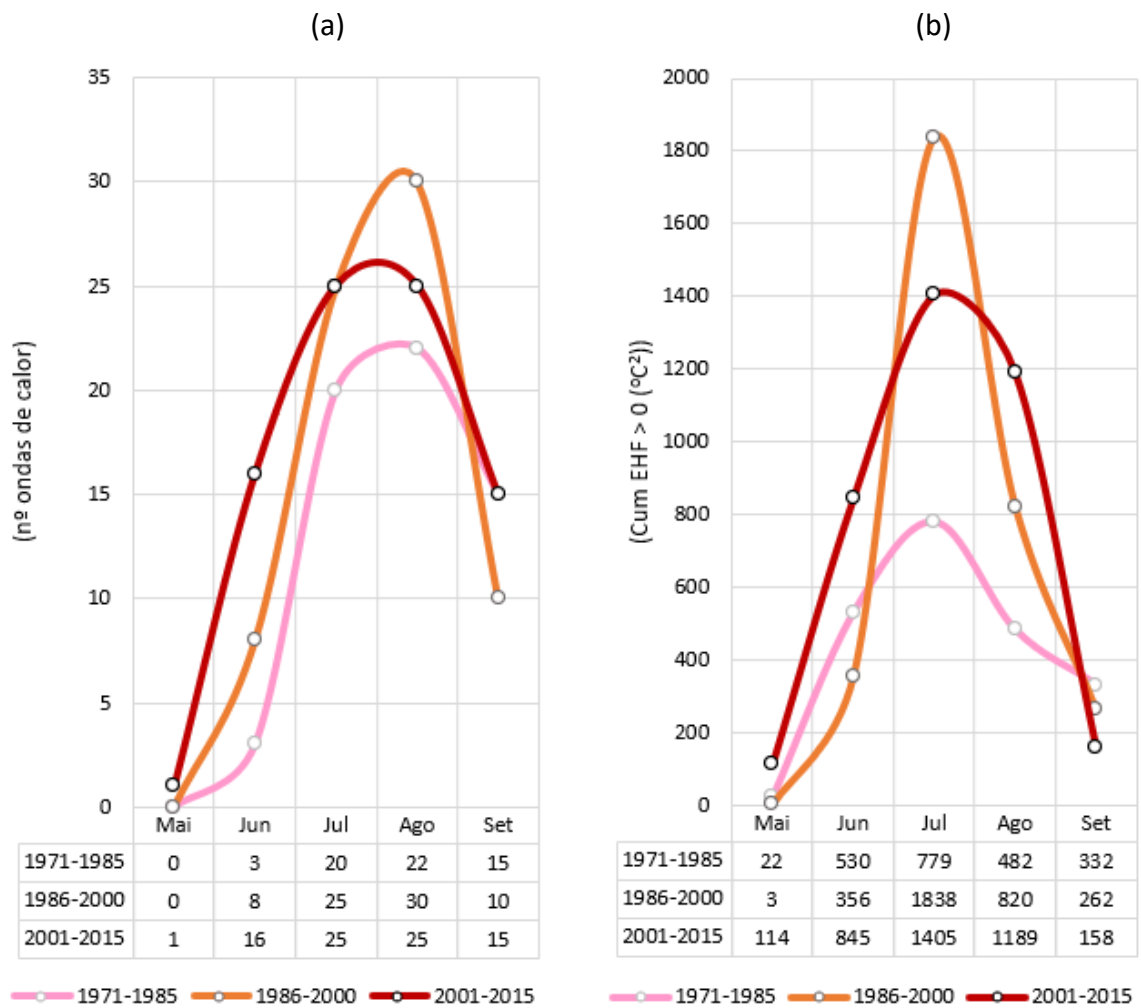 (a)
(nº ondas de calor)
35
30
25
20
15
10
5
0
Mai Jun Jul Ago Set
1971-1985 0 3 20 22 15
1986-2000 0 8 25 30 10
2001-2015 1 16 25 25 15
1971-1985 1986-2000 2001-2015
(b)
(Cum EHF > 0 (ºC²))
2000
1800
1600
1400
1200
1000
800
600
400
200
0
Mai Jun Jul Ago Set
1971-1985 22 530 779 482 332
1986-2000 3 356 1838 820 262
2001-2015 114 845 1405 1189 158
1971-1985 1986-2000 2001-2015